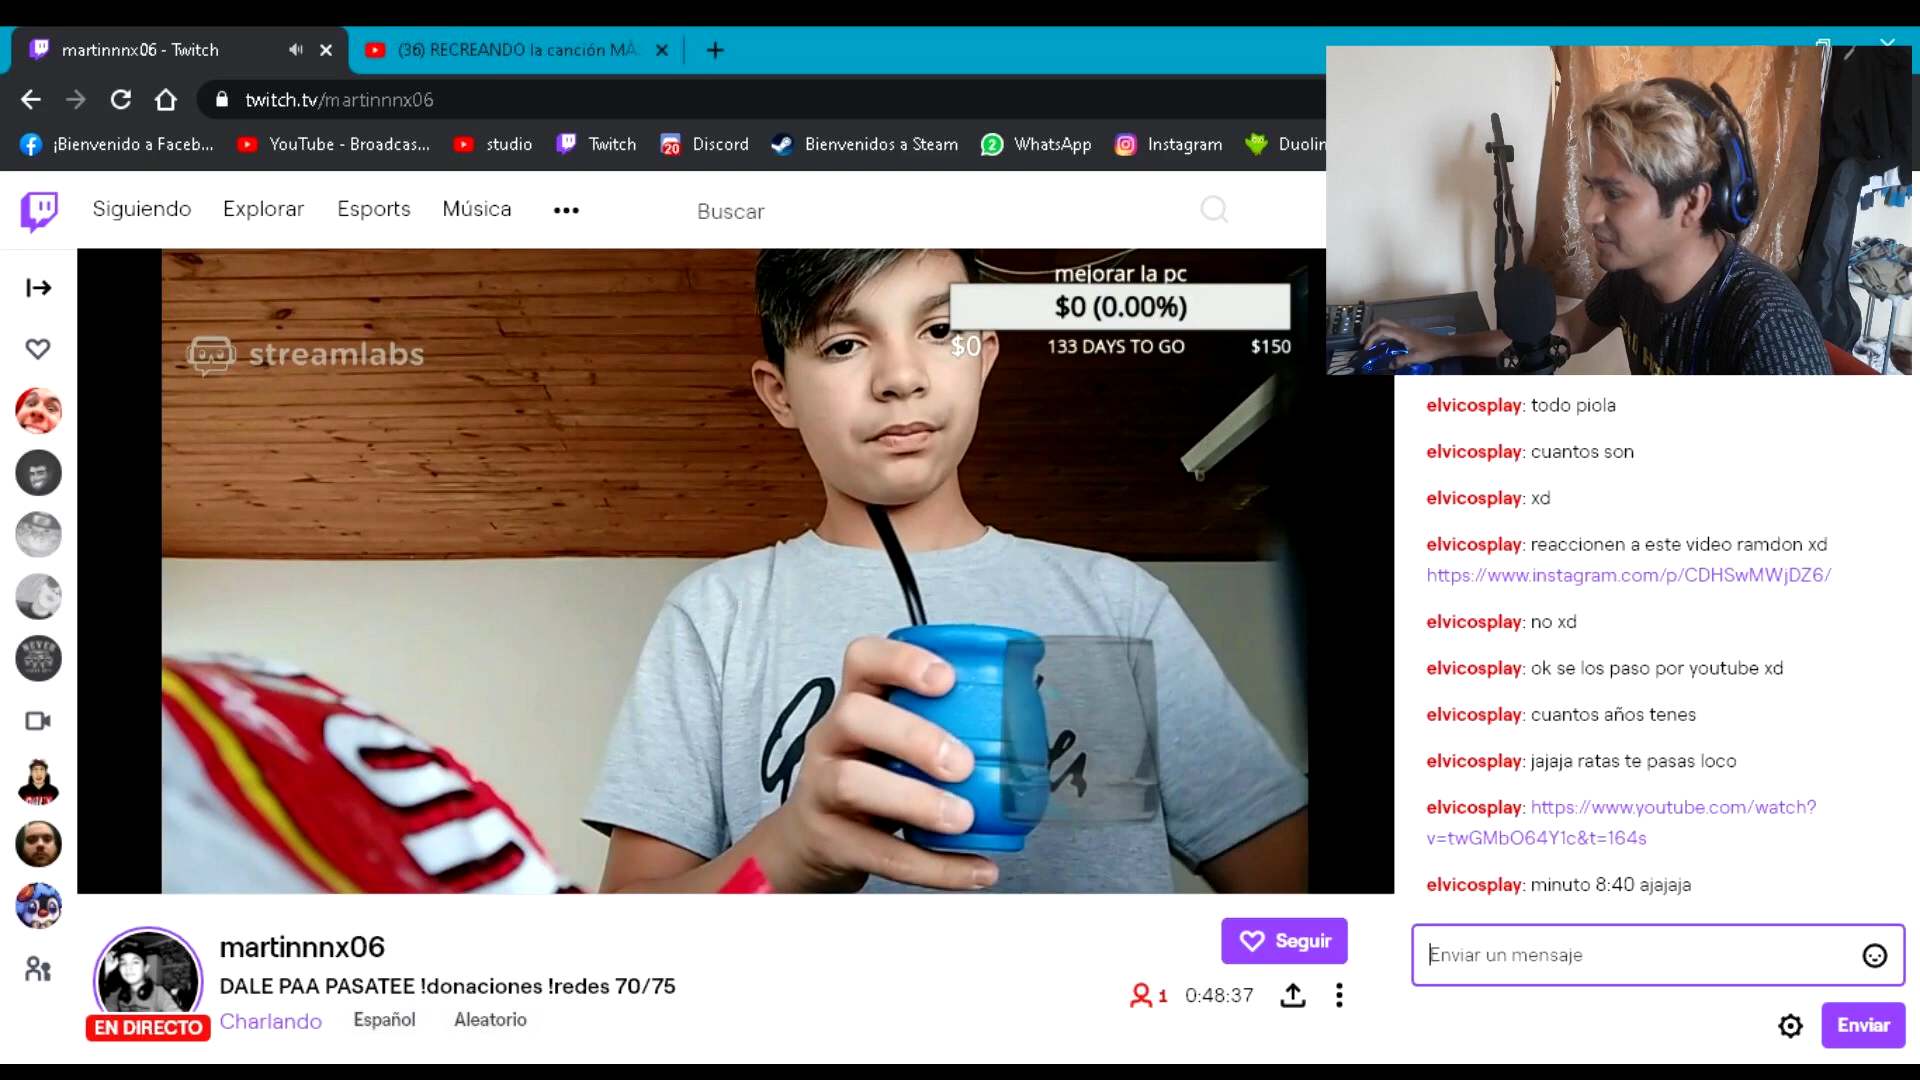 martinnnx06 - Twitch
(36) RECREANDO la canción MÁ
twitch.tv/martinnnx06
¡Bienvenido a Faceb...
YouTube - Broadcas...
studio
Twitch
20
Discord
Bienvenidos a Steam
2
WhatsApp
Instagram
Duolin
Siguiendo
Explorar
Esports
Música
Buscar
mejorar la pc
$0 (0.00%)
$0
133 DAYS TO GO
$150
streamlabs
elvicosplay: todo piola
elvicosplay: cuantos son
elvicosplay: xd
elvicosplay: reaccionen a este video ramdon xd
https://www.instagram.com/p/CDHSwMWjDZ6/
elvicosplay: no xd
elvicosplay: ok se los paso por youtube xd
elvicosplay: cuantos años tenes
elvicosplay: jajaja ratas te pasas loco
elvicosplay: https://www.youtube.com/watch?
v=twGMbO64Y1c&t=164s
elvicosplay: minuto 8:40 ajajaja
martinnnx06
DALE PAA PASATEE !donaciones !redes 70/75
EN DIRECTO
Charlando
Español
Aleatorio
Seguir
1
0:48:37
Enviar un mensaje
Enviar